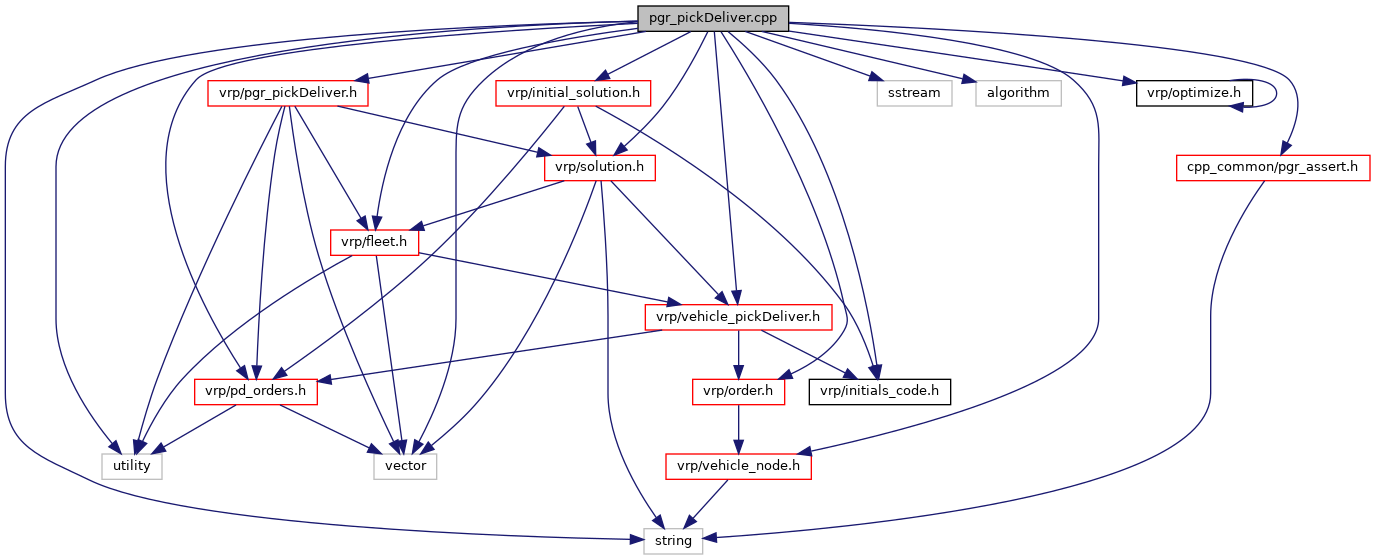 pgr_pickDeliver.cpp
vrp/pgr_pickDeliver.h
vrp/initial_solution.h
sstream
algorithm
vrp/optimize.h
vrp/solution.h
cpp_common/pgr_assert.h
vrp/fleet.h
vrp/vehicle_pickDeliver.h
vrp/pd_orders.h
vrp/order.h
vrp/initials_code.h
utility
vector
vrp/vehicle_node.h
string